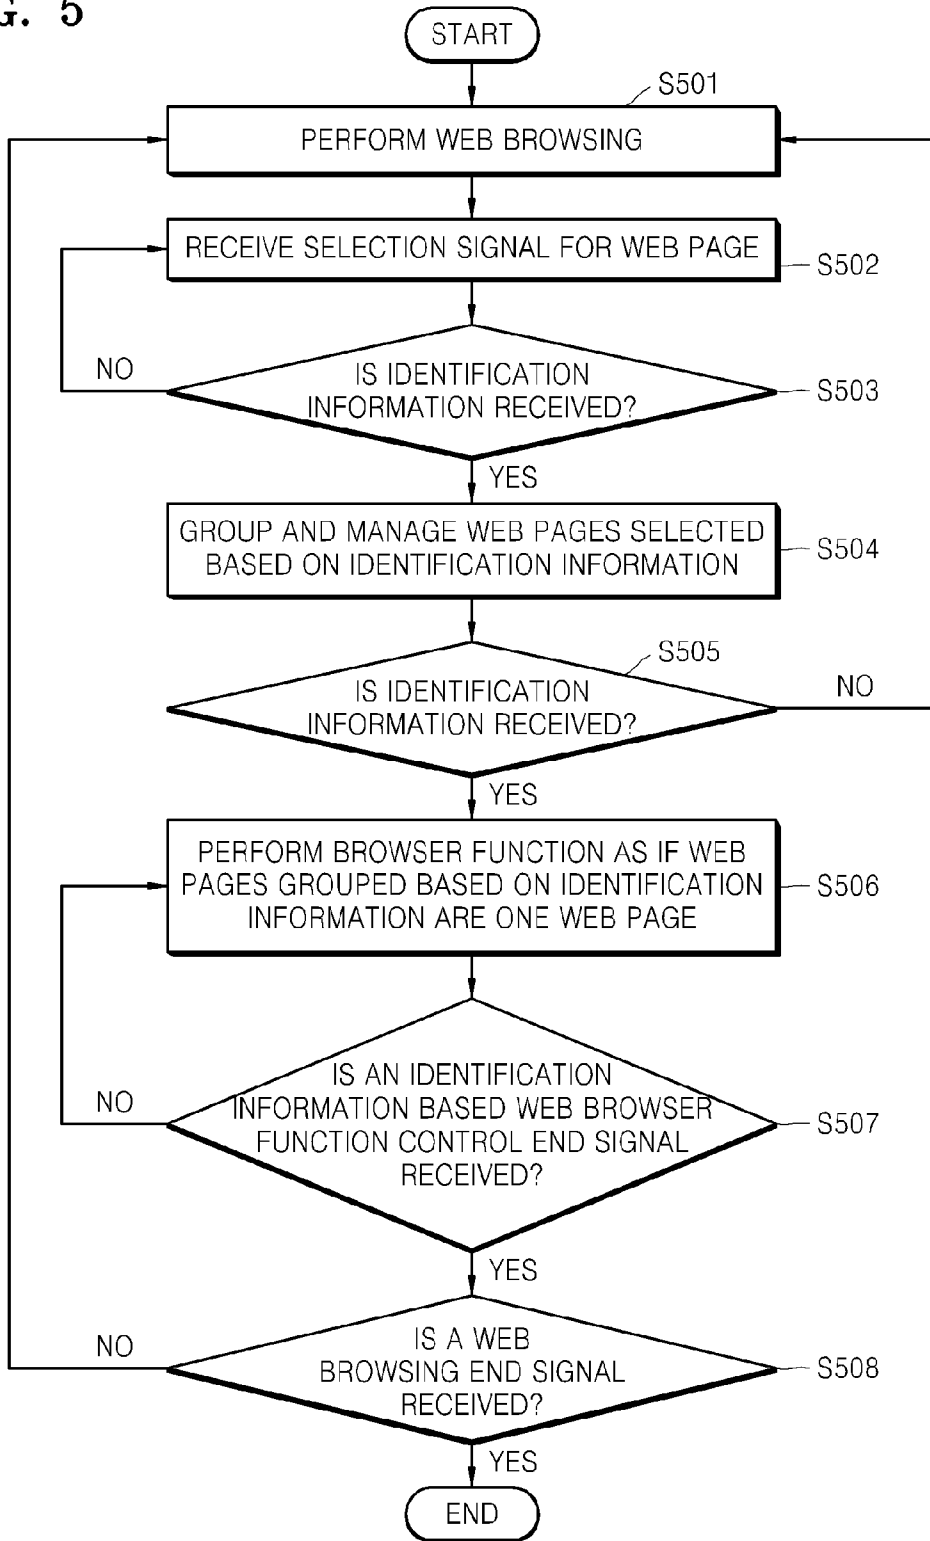 G. 5
START
S501
PERFORM WEB BROWSING
RECEIVE SELECTION SIGNAL FOR WEB PAGE
S502
NO
IS IDENTIFICATION
INFORMATION RECEIVED?
S503
YES
GROUP AND MANAGE WEB PAGES SELECTED
BASED ON IDENTIFICATION INFORMATION
S504
S505
IS IDENTIFICATION
INFORMATION RECEIVED?
NO
YES
PERFORM BROWSER FUNCTION AS IF WEB
PAGES GROUPED BASED ON IDENTIFICATION
INFORMATION ARE ONE WEB PAGE
S506
NO
IS AN IDENTIFICATION
INFORMATION BASED WEB BROWSER
FUNCTION CONTROL END SIGNAL
RECEIVED?
S507
YES
NO
IS A WEB
BROWSING END SIGNAL
RECEIVED?
S508
YES
END